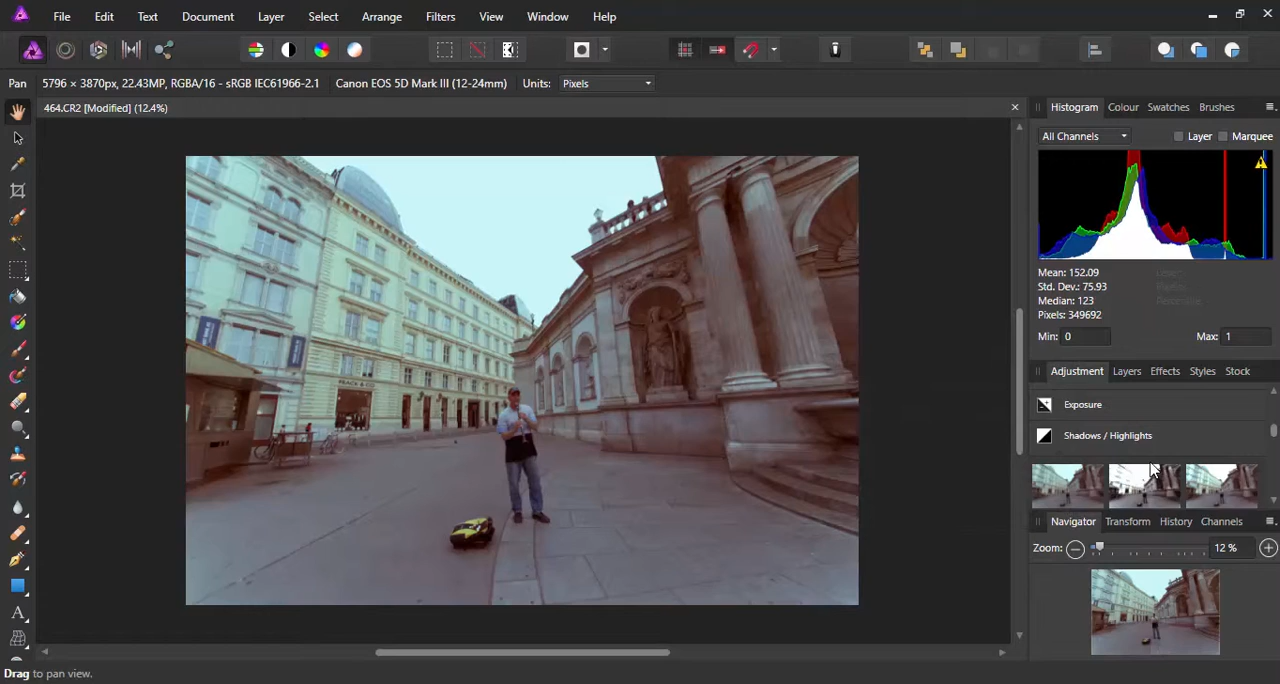 File Edit Text Document Layer Select Arrange Filters View Window Help
Pan 5796 × 3870px, 22.43MP, RGBA/16 - sRGB IEC61966-2.1 Canon EOS 5D Mark III (12-24mm) Units: Pixels
464.CR2 [Modified] (12.4%)
Histogram Colour Swatches Brushes
All Channels Layer Marquee
Mean: 152.09
Std. Dev.: 75.93
Median: 123
Pixels: 349692
Min: 0 Max: 1
Adjustment Layers Effects Styles Stock
Exposure
Shadows / Highlights
Navigator Transform History Channels
Zoom: 12 %
Drag to pan view.